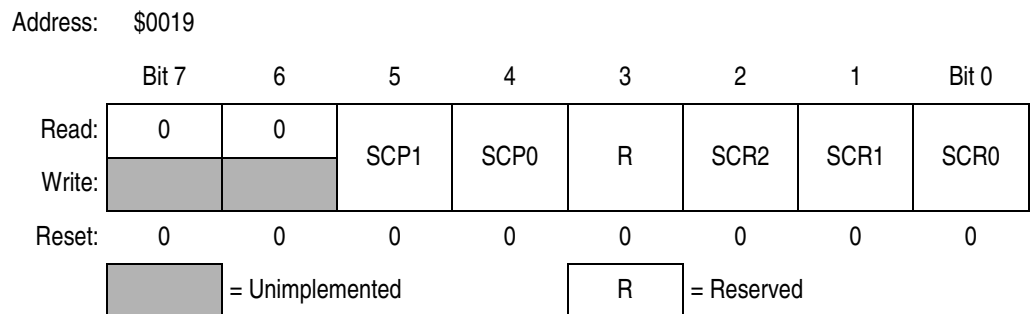 Address: $0019
Bit 7 6 5 4 3 2 1 Bit 0
Read: 0 0 SCP1 SCP0 R SCR2 SCR1 SCR0
Write:
Reset: 0 0 0 0 0 0 0 0
= Unimplemented R = Reserved